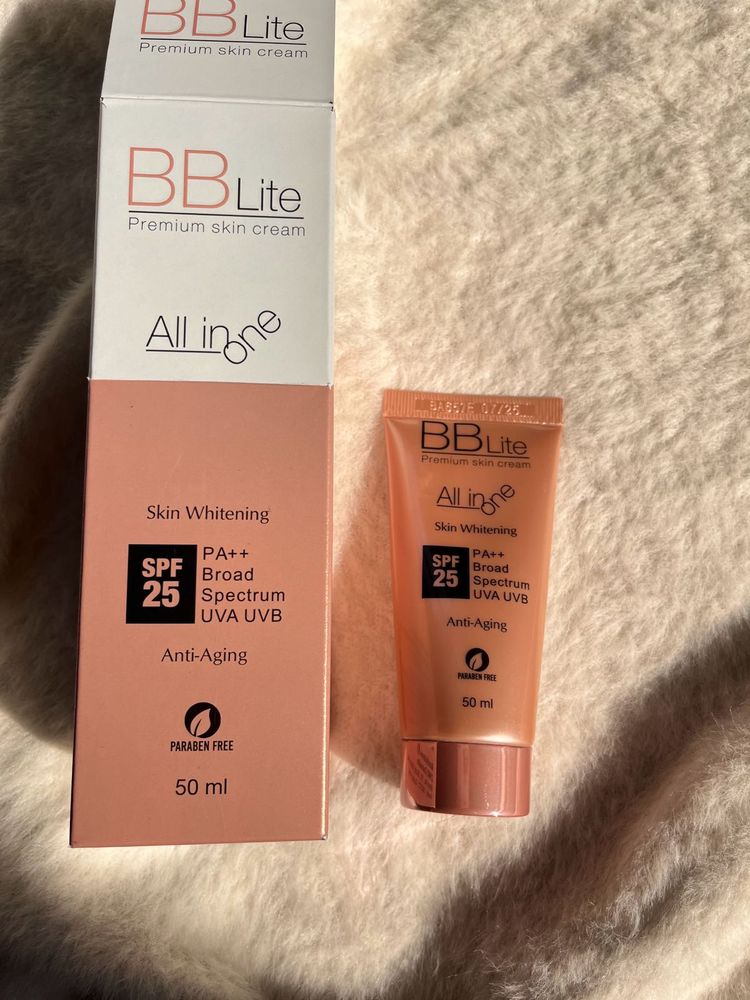 BB Lite
Premium skin cream
BB Lite
Premium skin cream
All in one
Skin Whitening
SPF 25
PA++
Broad
Spectrum
UVA UVB
Anti-Aging
PARABEN FREE
50 ml
07/25
BB Lite
Premium skin cream
All in one
Skin Whitening
SPF 25
PA++
Broad
Spectrum
UVA UVB
Anti-Aging
PARABEN FREE
50 ml